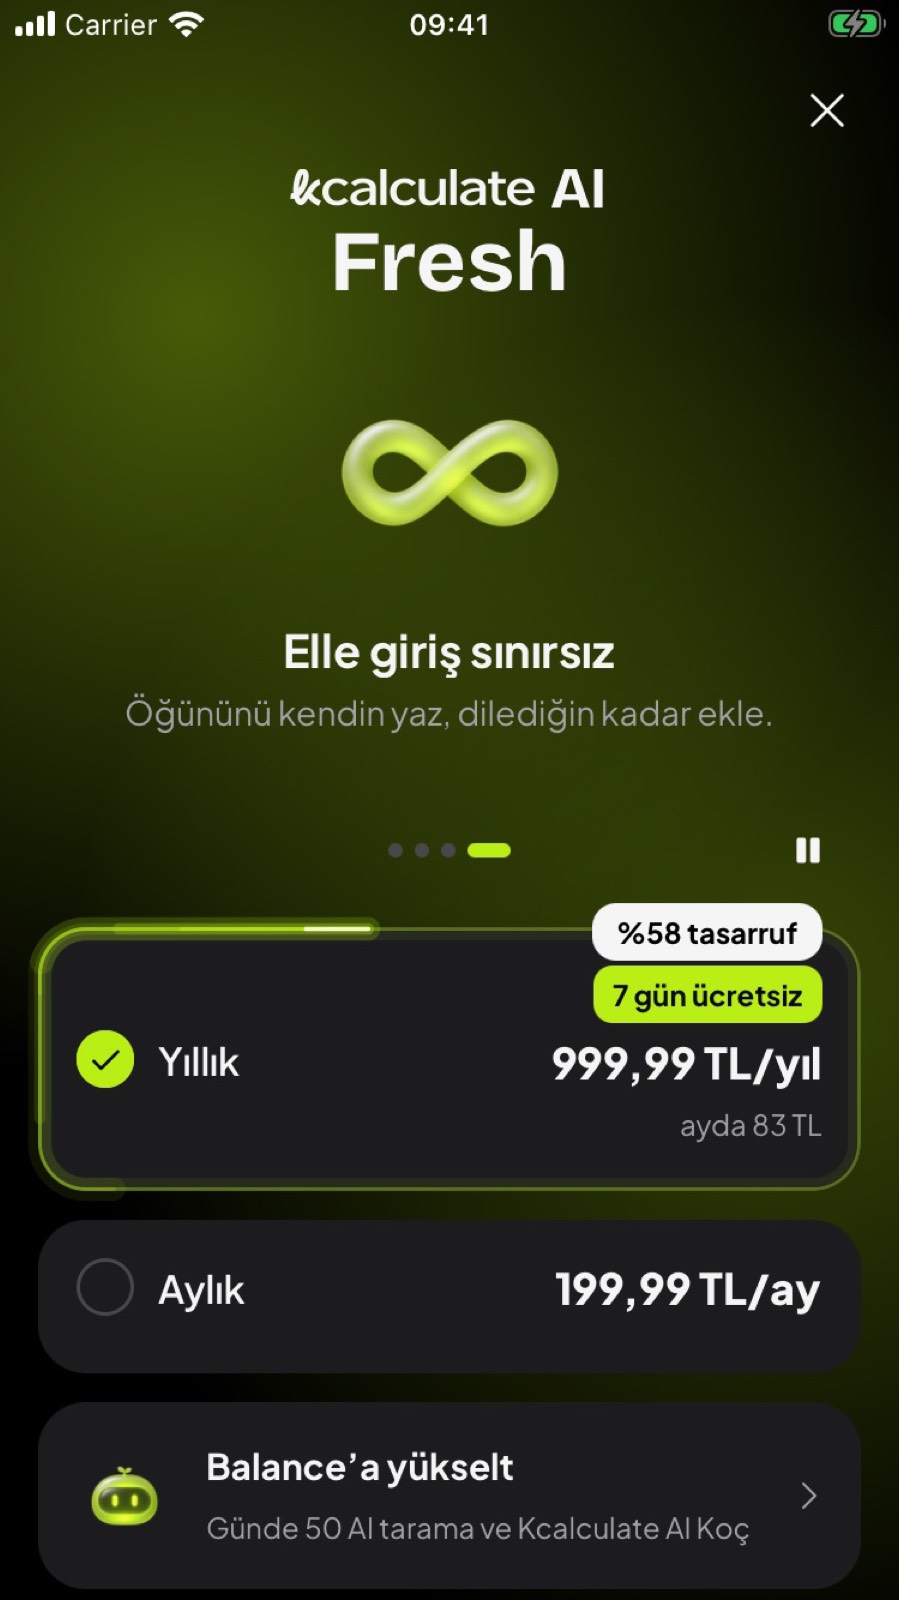 Carrier 09:41
kcalculate AI
Fresh
Elle giriş sınırsız
Öğününü kendin yaz, dilediğin kadar ekle.
%58 tasarruf
7 gün ücretsiz
Yıllık 999,99 TL/yıl
ayda 83 TL
Aylık 199,99 TL/ay
Balance’a yükselt
Günde 50 AI tarama ve Kcalculate AI Koç